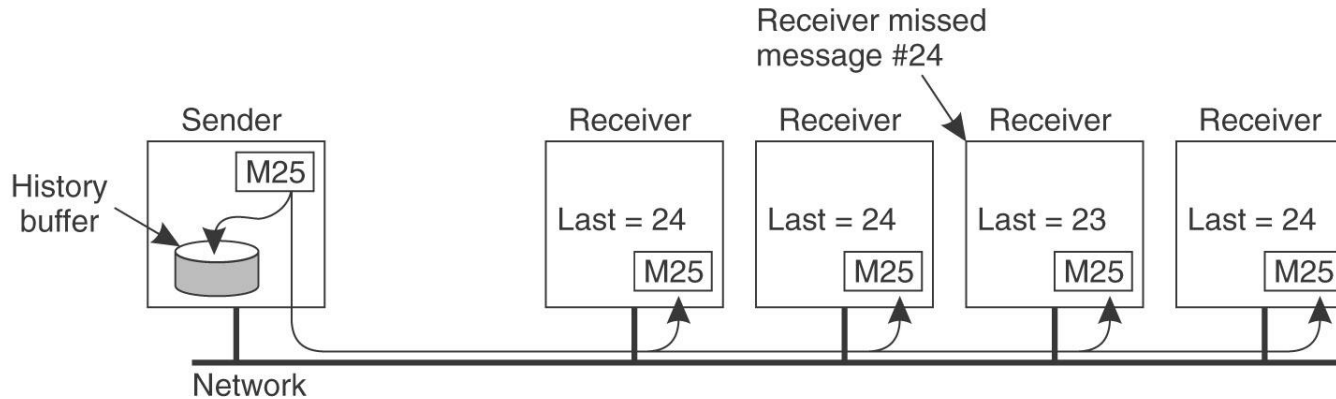 Receiver missed
message #24
Sender
Receiver
Receiver
Receiver
Receiver
M25
History
buffer
Last = 24
Last = 24
Last = 23
Last = 24
M25
M25
M25
M25
Network